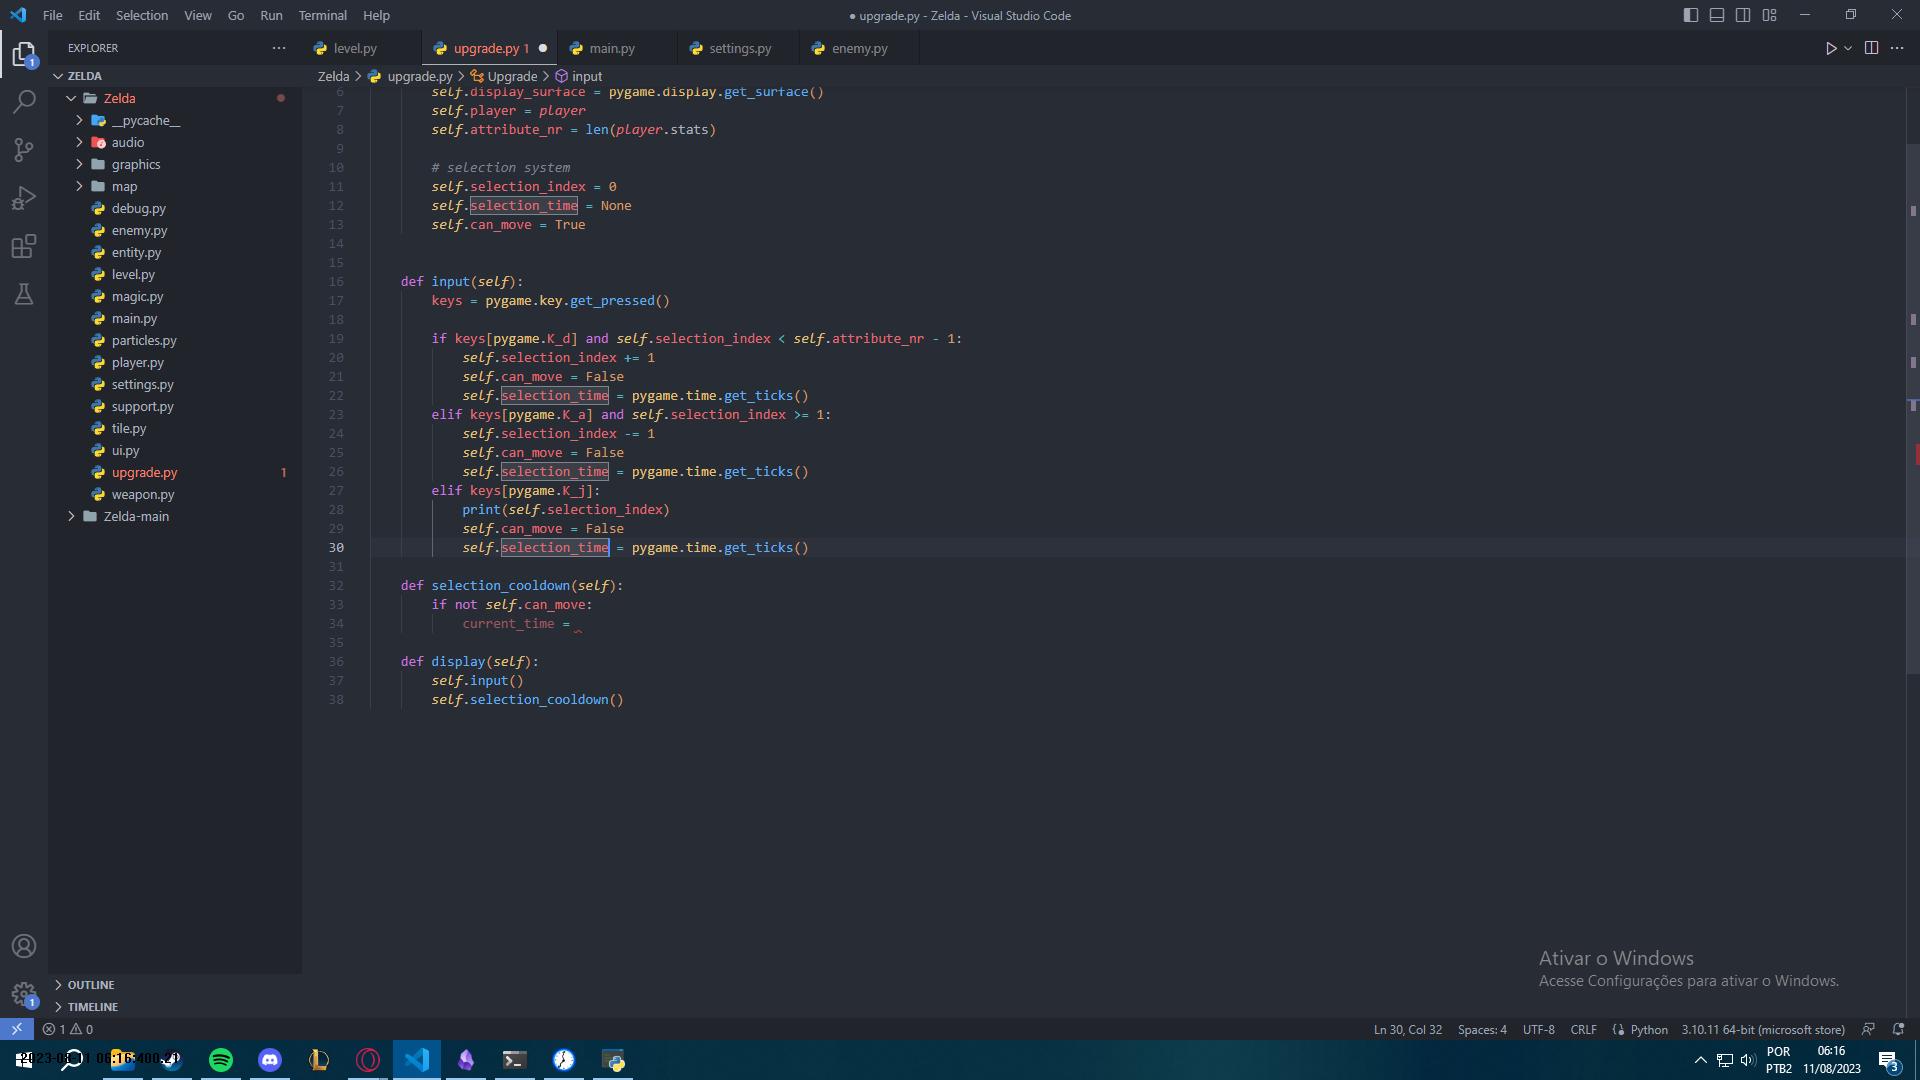 File Edit Selection View Go Run Terminal Help
● upgrade.py - Zelda - Visual Studio Code
EXPLORER
level.py
upgrade.py 1
main.py
settings.py
enemy.py
ZELDA
Zelda
__pycache__
audio
graphics
map
debug.py
enemy.py
entity.py
level.py
magic.py
main.py
particles.py
player.py
settings.py
support.py
tile.py
ui.py
upgrade.py 1
weapon.py
Zelda-main
OUTLINE
TIMELINE
Zelda > upgrade.py > Upgrade > input
6 self.display_surface = pygame.display.get_surface()
7 self.player = player
8 self.attribute_nr = len(player.stats)
9
10 # selection system
11 self.selection_index = 0
12 self.selection_time = None
13 self.can_move = True
14
15
16 def input(self):
17 keys = pygame.key.get_pressed()
18
19 if keys[pygame.K_d] and self.selection_index < self.attribute_nr - 1:
20 self.selection_index += 1
21 self.can_move = False
22 self.selection_time = pygame.time.get_ticks()
23 elif keys[pygame.K_a] and self.selection_index >= 1:
24 self.selection_index -= 1
25 self.can_move = False
26 self.selection_time = pygame.time.get_ticks()
27 elif keys[pygame.K_j]:
28 print(self.selection_index)
29 self.can_move = False
30 self.selection_time = pygame.time.get_ticks()
31
32 def selection_cooldown(self):
33 if not self.can_move:
34 current_time =
35
36 def display(self):
37 self.input()
38 self.selection_cooldown()
Ativar o Windows
Acesse Configurações para ativar o Windows.
1
1
1 0
Ln 30, Col 32 Spaces: 4 UTF-8 CRLF Python 3.10.11 64-bit (microsoft store)
POR
PTB2
06:16
11/08/2023
3